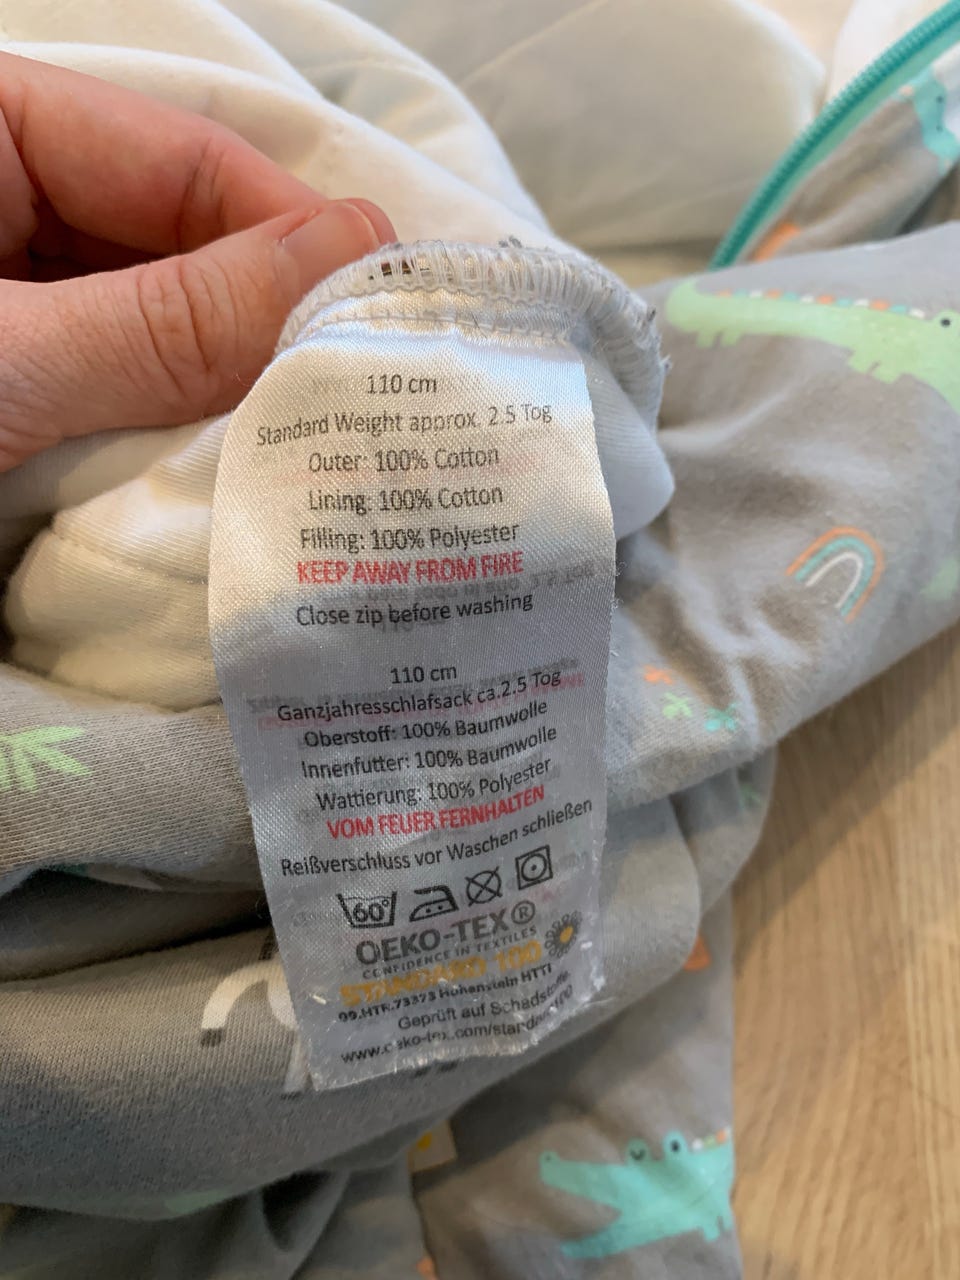 110 cm
Standard Weight approx. 2.5 Tog
Outer: 100% Cotton
Lining: 100% Cotton
Filling: 100% Polyester
KEEP AWAY FROM FIRE
Close zip before washing
110 cm
Ganzjahresschlafsack ca.2.5 Tog
Oberstoff: 100% Baumwolle
Innenfutter: 100% Baumwolle
Wattierung: 100% Polyester
VOM FEUER FERNHALTEN
Reißverschluss vor Waschen schließen
60°
OEKO-TEX®
CONFIDENCE IN TEXTILES
STANDARD 100
99.HTR.73373 Hohenstein HTTI
Geprüft auf Schadstoffe
www.oeko-tex.com/standard100